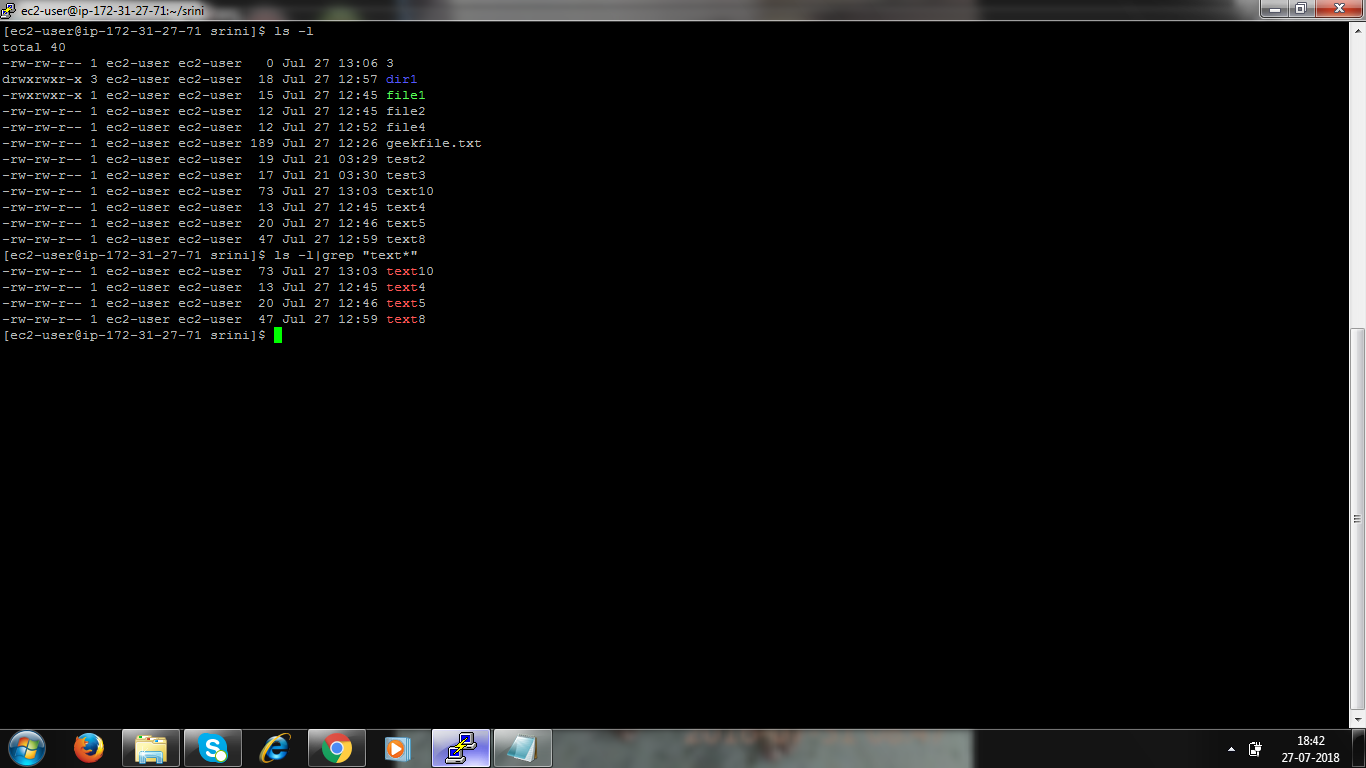 ec2-user@ip-172-31-27-71:~/srini
[ec2-user@ip-172-31-27-71 srini]$ ls -l
total 40
-rw-rw-r-- 1 ec2-user ec2-user   0 Jul 27 13:06 3
drwxrwxr-x 3 ec2-user ec2-user  18 Jul 27 12:57 dir1
-rwxrwxr-x 1 ec2-user ec2-user  15 Jul 27 12:45 file1
-rw-rw-r-- 1 ec2-user ec2-user  12 Jul 27 12:45 file2
-rw-rw-r-- 1 ec2-user ec2-user  12 Jul 27 12:52 file4
-rw-rw-r-- 1 ec2-user ec2-user 189 Jul 27 12:26 geekfile.txt
-rw-rw-r-- 1 ec2-user ec2-user  19 Jul 21 03:29 test2
-rw-rw-r-- 1 ec2-user ec2-user  17 Jul 21 03:30 test3
-rw-rw-r-- 1 ec2-user ec2-user  73 Jul 27 13:03 text10
-rw-rw-r-- 1 ec2-user ec2-user  13 Jul 27 12:45 text4
-rw-rw-r-- 1 ec2-user ec2-user  20 Jul 27 12:46 text5
-rw-rw-r-- 1 ec2-user ec2-user  47 Jul 27 12:59 text8
[ec2-user@ip-172-31-27-71 srini]$ ls -l|grep "text*"
-rw-rw-r-- 1 ec2-user ec2-user  73 Jul 27 13:03 text10
-rw-rw-r-- 1 ec2-user ec2-user  13 Jul 27 12:45 text4
-rw-rw-r-- 1 ec2-user ec2-user  20 Jul 27 12:46 text5
-rw-rw-r-- 1 ec2-user ec2-user  47 Jul 27 12:59 text8
[ec2-user@ip-172-31-27-71 srini]$
18:42
27-07-2018